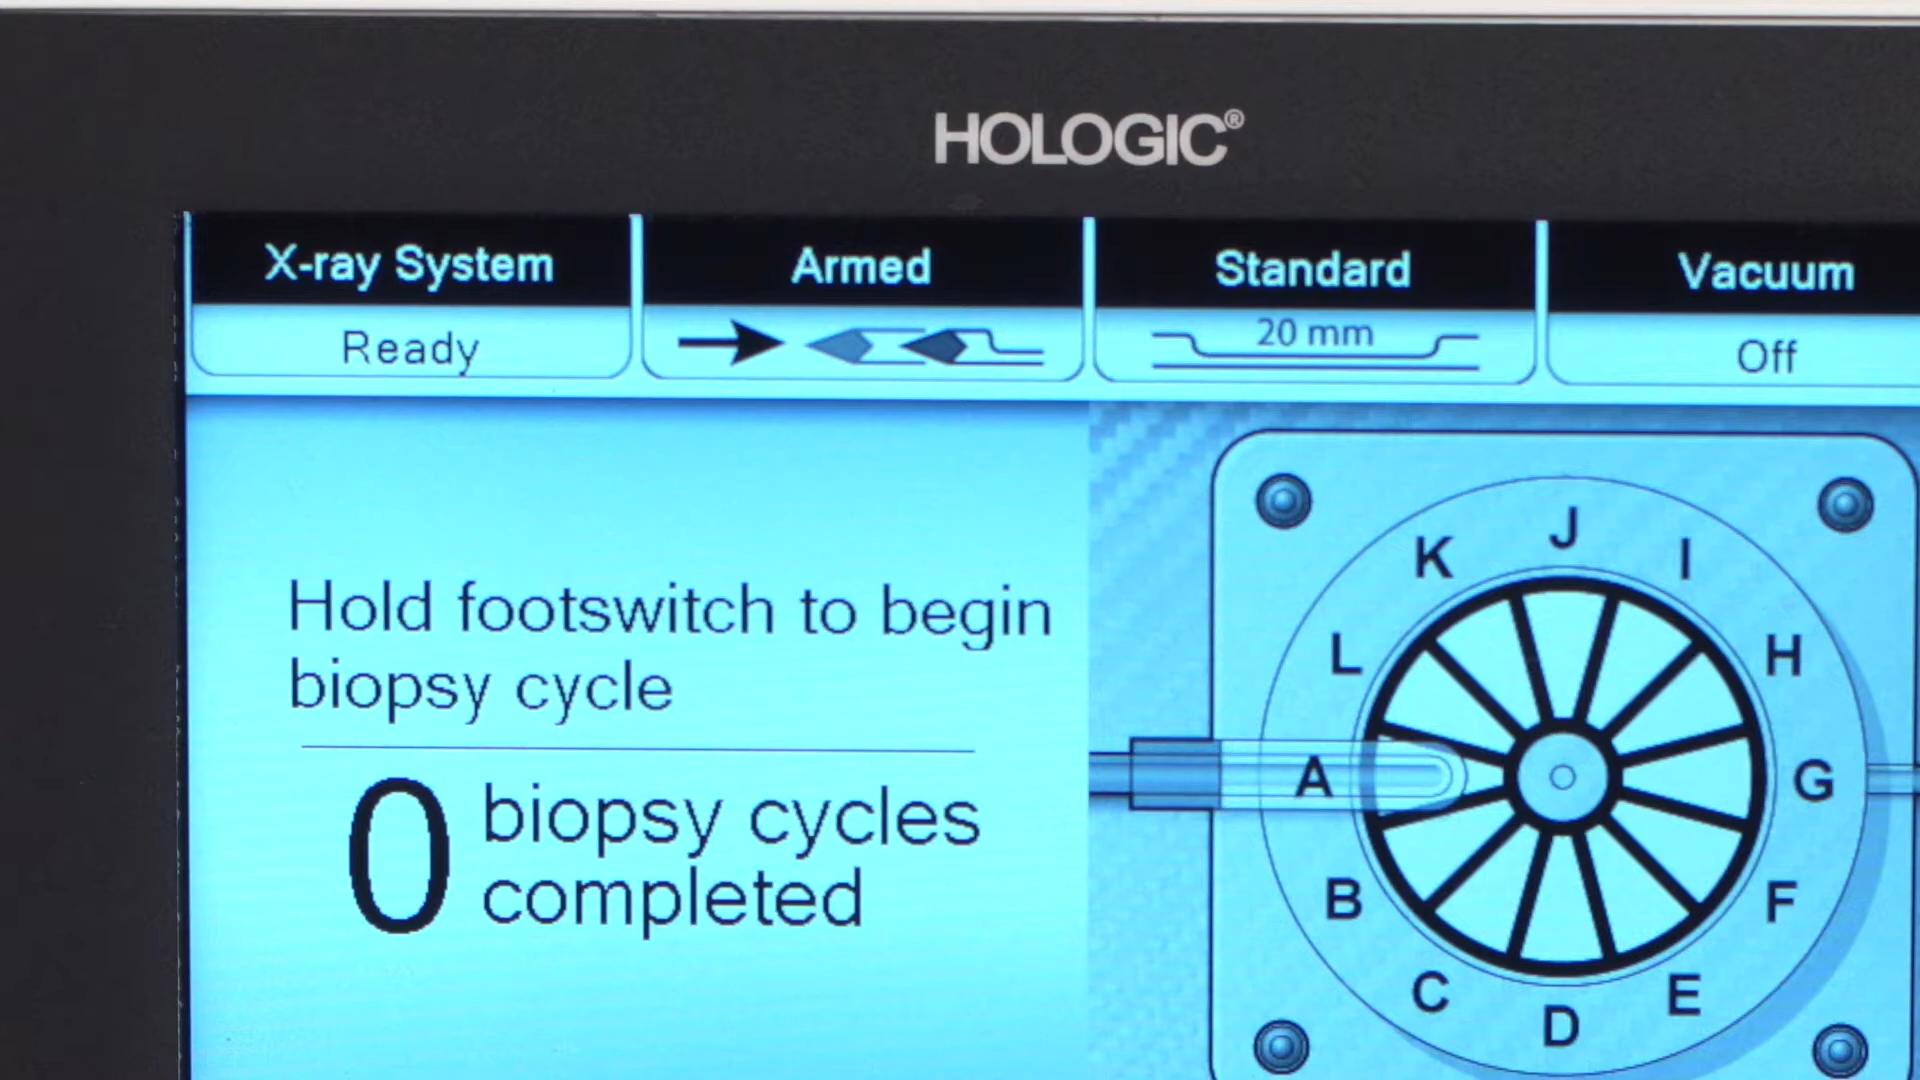 HOLOGIC®
X-ray System
Armed
Standard
Vacuum
Ready
20 mm
Off
Hold footswitch to begin
biopsy cycle
0 biopsy cycles
completed
J
K
I
L
H
A
G
B
F
C
E
D